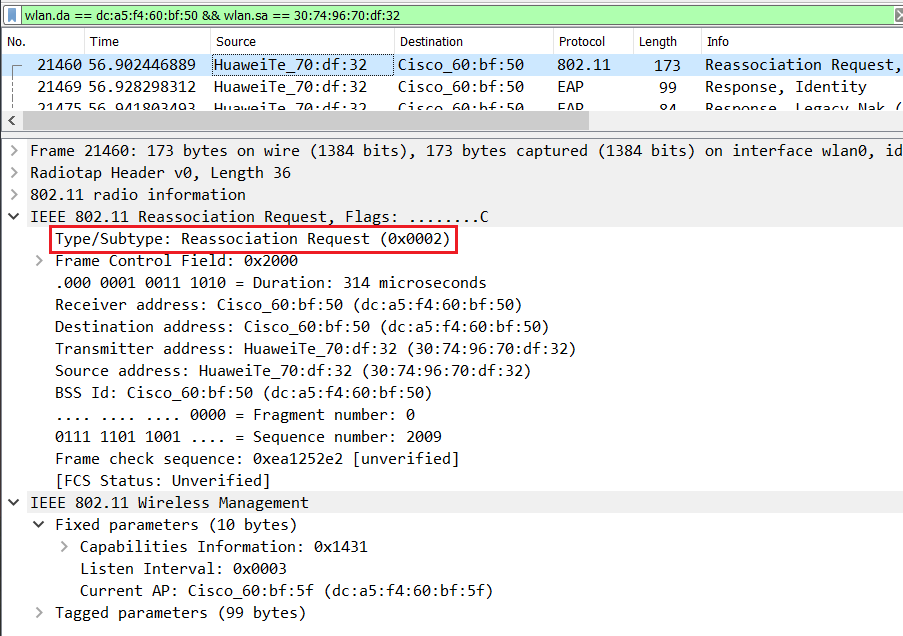 wlan.da == dc:a5:f4:60:bf:50 && wlan.sa == 30:74:96:70:df:32
No. Time Source Destination Protocol Length Info
21460 56.902446889 HuaweiTe_70:df:32 Cisco_60:bf:50 802.11 173 Reassociation Request,
21469 56.928298312 HuaweiTe_70:df:32 Cisco_60:bf:50 EAP 99 Response, Identity
21475 56.941803493 HuaweiTe_70:df:32 Cisco_60:bf:50 EAP 84 Response, Legacy Nak (
Frame 21460: 173 bytes on wire (1384 bits), 173 bytes captured (1384 bits) on interface wlan0, id
Radiotap Header v0, Length 36
802.11 radio information
IEEE 802.11 Reassociation Request, Flags: ........C
Type/Subtype: Reassociation Request (0x0002)
Frame Control Field: 0x2000
.000 0001 0011 1010 = Duration: 314 microseconds
Receiver address: Cisco_60:bf:50 (dc:a5:f4:60:bf:50)
Destination address: Cisco_60:bf:50 (dc:a5:f4:60:bf:50)
Transmitter address: HuaweiTe_70:df:32 (30:74:96:70:df:32)
Source address: HuaweiTe_70:df:32 (30:74:96:70:df:32)
BSS Id: Cisco_60:bf:50 (dc:a5:f4:60:bf:50)
.... .... .... 0000 = Fragment number: 0
0111 1101 1001 .... = Sequence number: 2009
Frame check sequence: 0xea1252e2 [unverified]
[FCS Status: Unverified]
IEEE 802.11 Wireless Management
Fixed parameters (10 bytes)
Capabilities Information: 0x1431
Listen Interval: 0x0003
Current AP: Cisco_60:bf:5f (dc:a5:f4:60:bf:5f)
Tagged parameters (99 bytes)